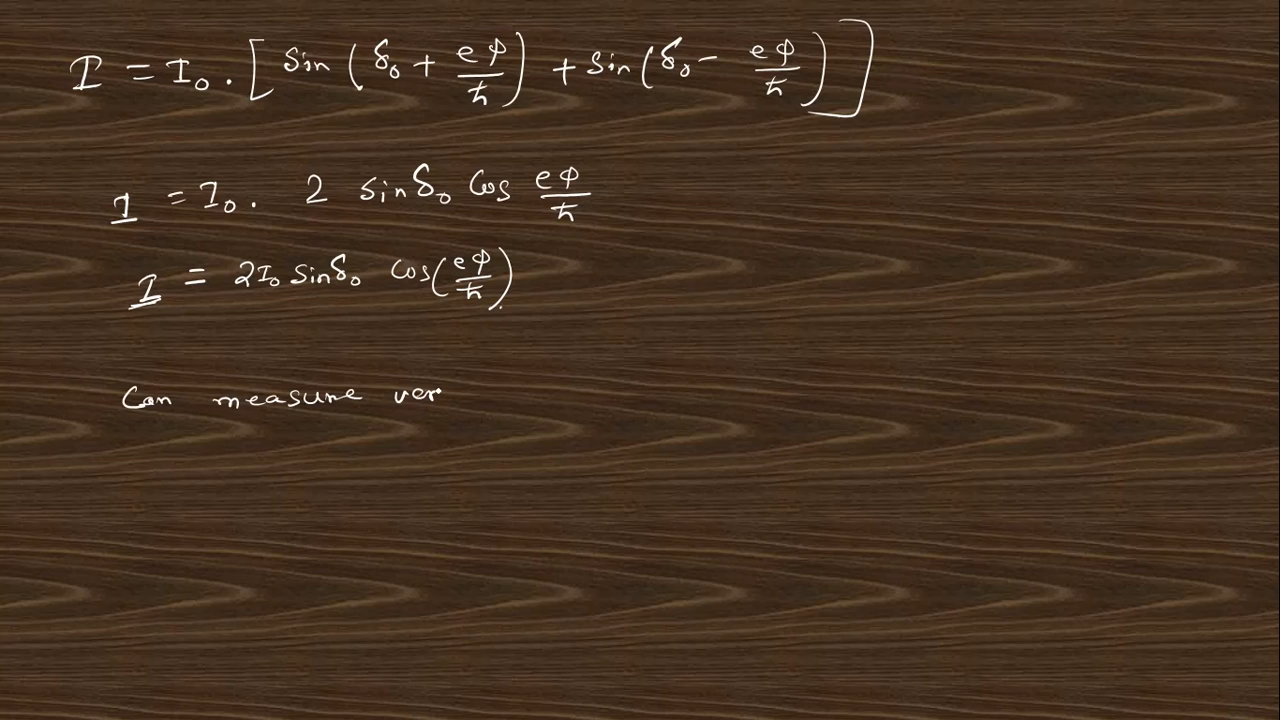 I = I₀ . [ sin ( δ₀ + eφ/ħ ) + sin ( δ₀ - eφ/ħ ) ]
I = I₀ . 2 sin δ₀ cos eφ/ħ
I = 2I₀ sin δ₀ cos ( eφ/ħ )
Can measure ver